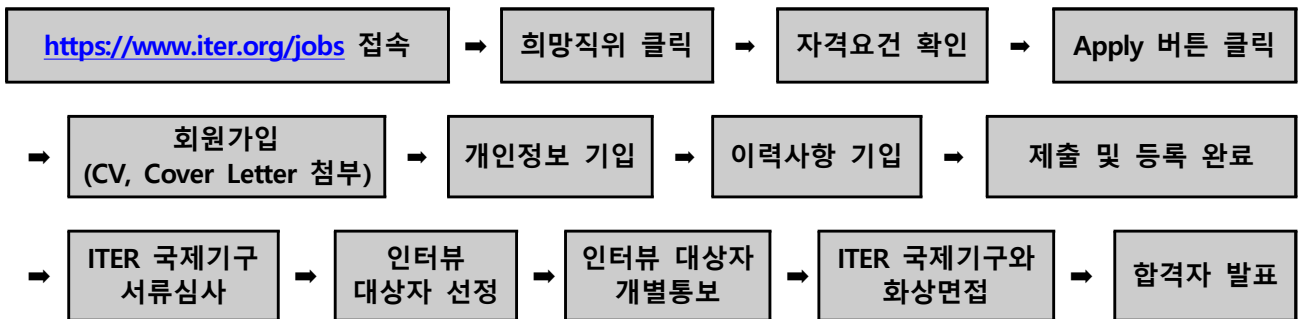 https://www.iter.org/jobs 접속 ➡ 희망직위 클릭 ➡ 자격요건 확인 ➡ Apply 버튼 클릭
➡ 회원가입
(CV, Cover Letter 첨부) ➡ 개인정보 기입 ➡ 이력사항 기입 ➡ 제출 및 등록 완료
➡ ITER 국제기구
서류심사 ➡ 인터뷰
대상자 선정 ➡ 인터뷰 대상자
개별통보 ➡ ITER 국제기구와
화상면접 ➡ 합격자 발표